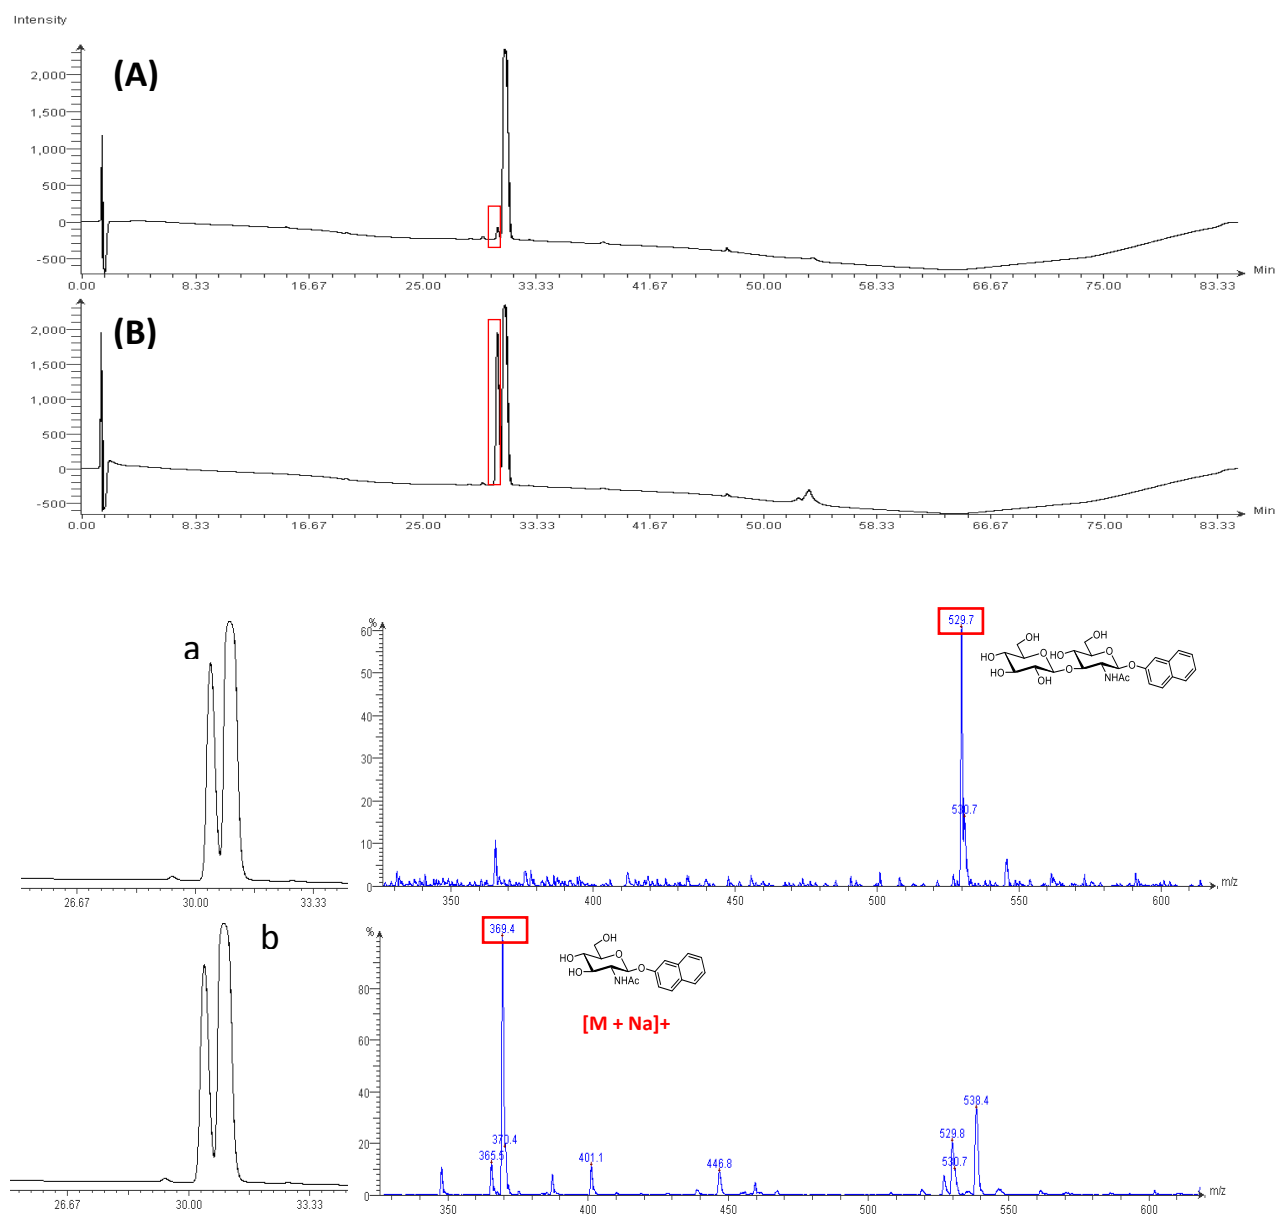 Intensity
(A)
2,000
1,500
1,000
500
0
-500
0.00 8.33 16.67 25.00 33.33 41.67 50.00 58.33 66.67 75.00 83.33 Min
(B)
2,000
1,500
1,000
500
0
-500
0.00 8.33 16.67 25.00 33.33 41.67 50.00 58.33 66.67 75.00 83.33 Min
a
26.67 30.00 33.33
%
60
50
40
30
20
10
0
529.7
530.7
350 400 450 500 550 600 m/z
OH
HO
HO
OH
O
O
OH
HO
O
O
NHAc
b
26.67 30.00 33.33
%
80
60
40
20
0
369.4
370.4
365.5
401.1
446.8
529.8
530.7
538.4
350 400 450 500 550 600 m/z
OH
HO
HO
O
O
NHAc
[M + Na]+